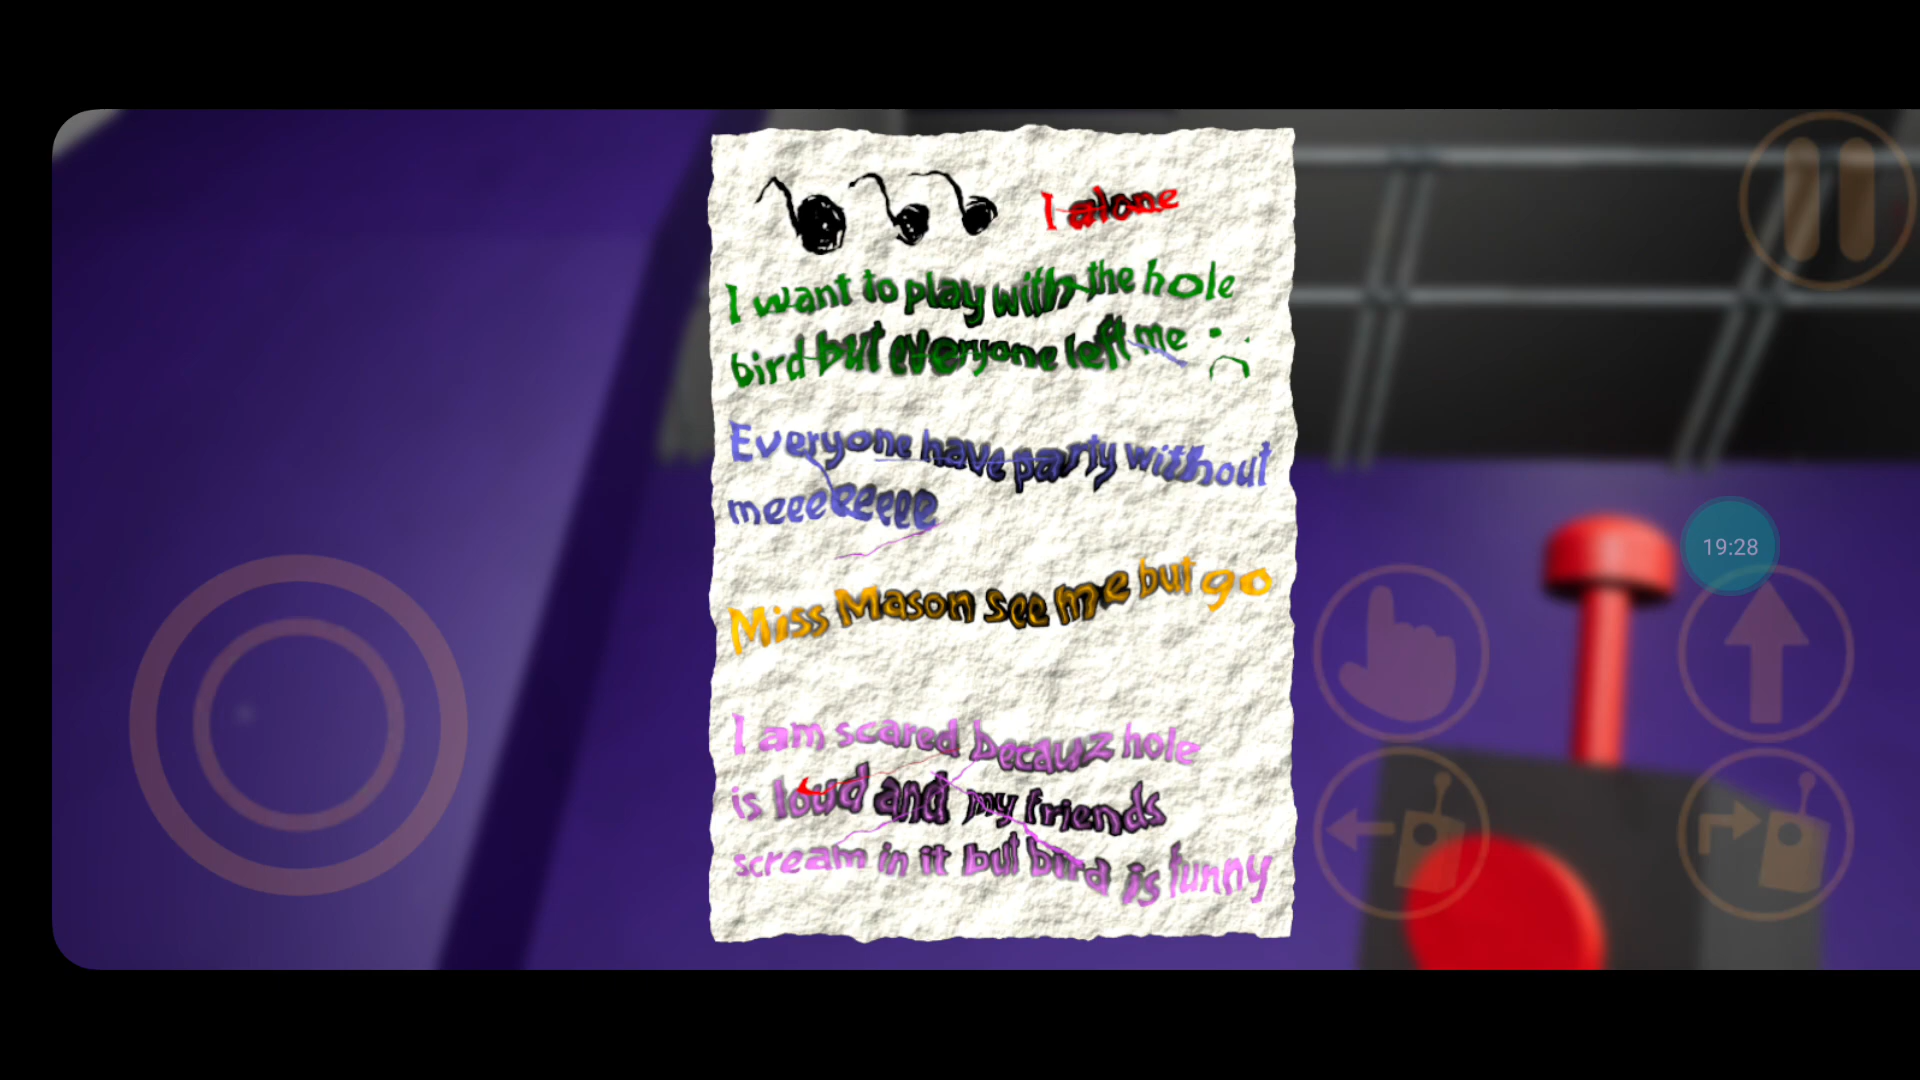 I alone
I want to play with the hole
bird but everyone left me :(
Everyone have party without
meeeeeeee
Miss Mason see me but go
I am scared becauz hole
is loud and my friends
scream in it but bird is funny
19:28